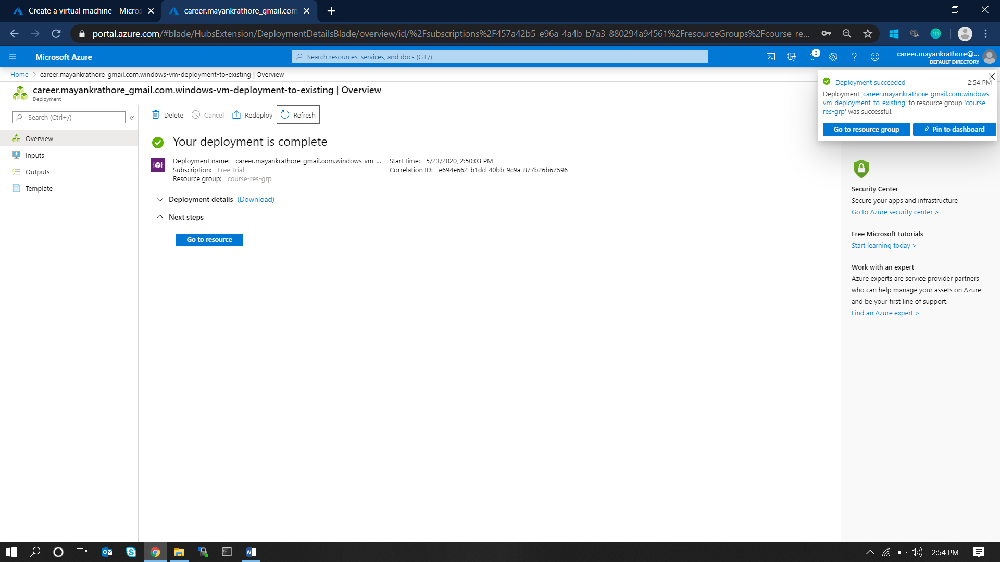 Create a virtual machine - Micros
career.mayankrathore_gmail.com
portal.azure.com/#blade/HubsExtension/DeploymentDetailsBlade/overview/id/%2Fsubscriptions%2F457a42b5-e96a-4a4b-b7a3-880294a94561%2FresourceGroups%2Fcourse-re...
Microsoft Azure
Search resources, services, and docs (G+/)
3
career.mayankrathore@...
DEFAULT DIRECTORY
Home > career.mayankrathore_gmail.com.windows-vm-deployment-to-existing | Overview
career.mayankrathore_gmail.com.windows-vm-deployment-to-existing | Overview
Deployment
Search (Ctrl+/)
«
Overview
Inputs
Outputs
Template
Delete
Cancel
Redeploy
Refresh
Your deployment is complete
Deployment name: career.mayankrathore_gmail.com.windows-vm-...
Subscription: Free Trial
Resource group: course-res-grp
Start time: 5/23/2020, 2:50:03 PM
Correlation ID: e694e662-b1dd-40bb-9c9a-877b26b67596
Deployment details (Download)
Next steps
Go to resource
Deployment succeeded
2:54 PM
Deployment 'career.mayankrathore_gmail.com.windows-
vm-deployment-to-existing' to resource group 'course-
res-grp' was successful.
Go to resource group
Pin to dashboard
Security Center
Secure your apps and infrastructure
Go to Azure security center >
Free Microsoft tutorials
Start learning today >
Work with an expert
Azure experts are service provider partners
who can help manage your assets on Azure
and be your first line of support.
Find an Azure expert >
2:54 PM